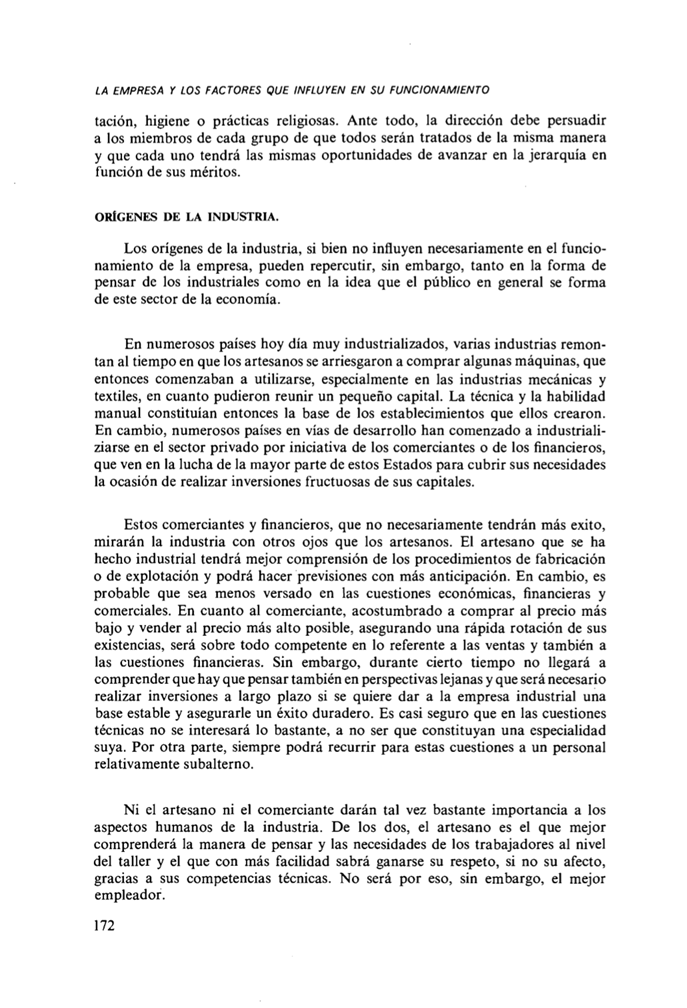 LA EMPRESA Y LOS FACTORES QUE INFLUYEN EN SU FUNCIONAMIENTO
tación, higiene o prácticas religiosas. Ante todo, la dirección debe persuadir
a los miembros de cada grupo de que todos serán tratados de la misma manera
y que cada uno tendrá las mismas oportunidades de avanzar en la jerarquía en
función de sus méritos.
ORÍGENES DE LA INDUSTRIA.
Los orígenes de la industria, si bien no influyen necesariamente en el funcio-
namiento de la empresa, pueden repercutir, sin embargo, tanto en la forma de
pensar de los industriales como en la idea que el público en general se forma
de este sector de la economía.
En numerosos países hoy día muy industrializados, varias industrias remon-
tan al tiempo en que los artesanos se arriesgaron a comprar algunas máquinas, que
entonces comenzaban a utilizarse, especialmente en las industrias mecánicas y
textiles, en cuanto pudieron reunir un pequeño capital. La técnica y la habilidad
manual constituían entonces la base de los establecimientos que ellos crearon.
En cambio, numerosos países en vías de desarrollo han comenzado a industriali-
ziarse en el sector privado por iniciativa de los comerciantes o de los financieros,
que ven en la lucha de la mayor parte de estos Estados para cubrir sus necesidades
la ocasión de realizar inversiones fructuosas de sus capitales.
Estos comerciantes y financieros, que no necesariamente tendrán más exito,
mirarán la industria con otros ojos que los artesanos. El artesano que se ha
hecho industrial tendrá mejor comprensión de los procedimientos de fabricación
o de explotación y podrá hacer previsiones con más anticipación. En cambio, es
probable que sea menos versado en las cuestiones económicas, financieras y
comerciales. En cuanto al comerciante, acostumbrado a comprar al precio más
bajo y vender al precio más alto posible, asegurando una rápida rotación de sus
existencias, será sobre todo competente en lo referente a las ventas y también a
las cuestiones financieras. Sin embargo, durante cierto tiempo no llegará a
comprender que hay que pensar también en perspectivas lejanas y que será necesario
realizar inversiones a largo plazo si se quiere dar a la empresa industrial una
base estable y asegurarle un éxito duradero. Es casi seguro que en las cuestiones
técnicas no se interesará lo bastante, a no ser que constituyan una especialidad
suya. Por otra parte, siempre podrá recurrir para estas cuestiones a un personal
relativamente subalterno.
Ni el artesano ni el comerciante darán tal vez bastante importancia a los
aspectos humanos de la industria. De los dos, el artesano es el que mejor
comprenderá la manera de pensar y las necesidades de los trabajadores al nivel
del taller y el que con más facilidad sabrá ganarse su respeto, si no su afecto,
gracias a sus competencias técnicas. No será por eso, sin embargo, el mejor
empleador.
172